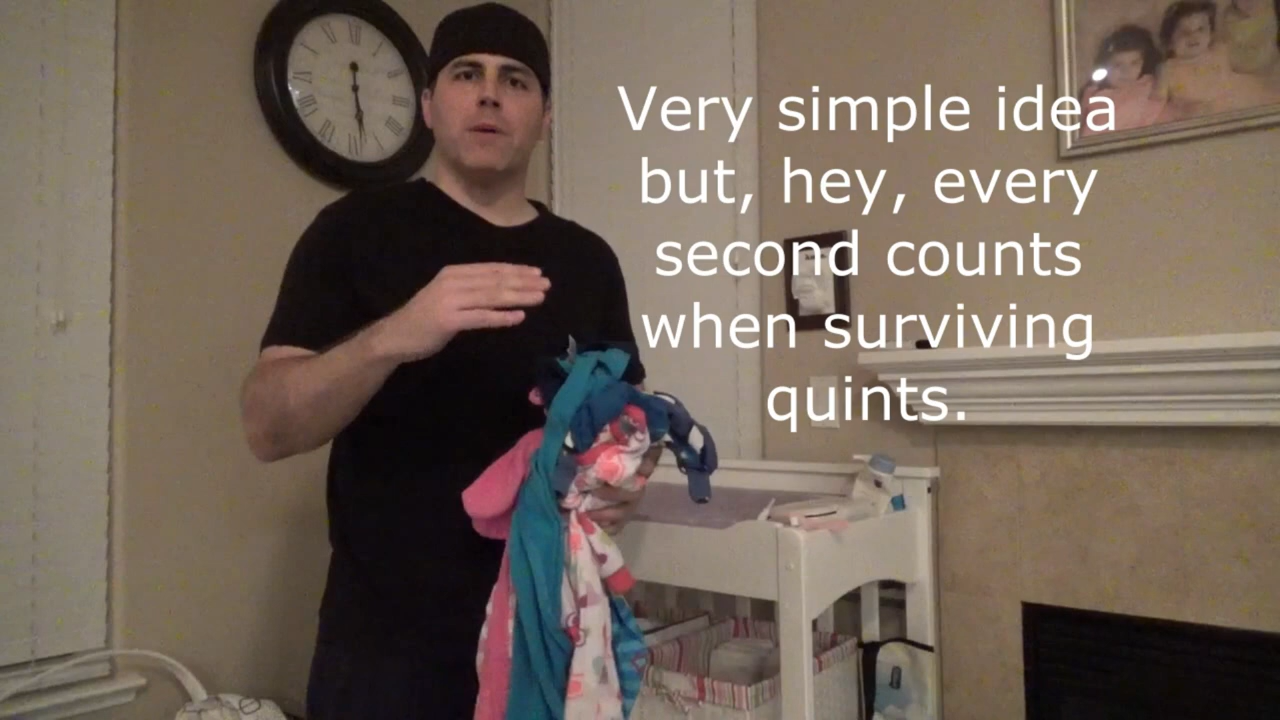 Very simple idea
but, hey, every
second counts
when surviving
quints.